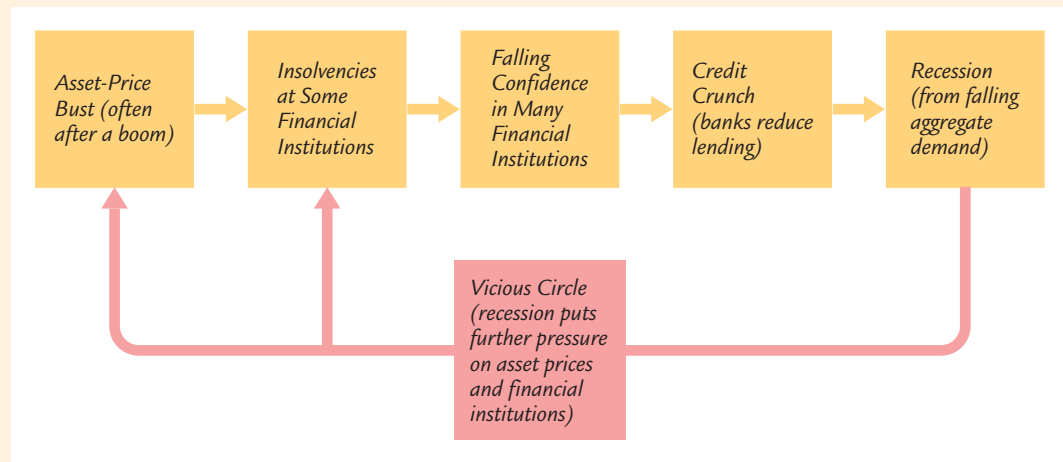 Asset-Price
Bust (often
after a boom)
Insolvencies
at Some
Financial
Institutions
Falling
Confidence
in Many
Financial
Institutions
Credit
Crunch
(banks reduce
lending)
Recession
(from falling
aggregate
demand)
Vicious Circle
(recession puts
further pressure
on asset prices
and financial
institutions)